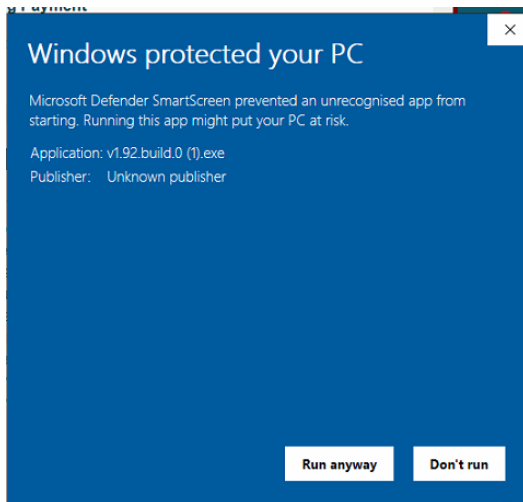 g Payment
Windows protected your PC
Microsoft Defender SmartScreen prevented an unrecognised app from
starting. Running this app might put your PC at risk.
Application: v1.92.build.0 (1).exe
Publisher: Unknown publisher
Run anyway
Don't run